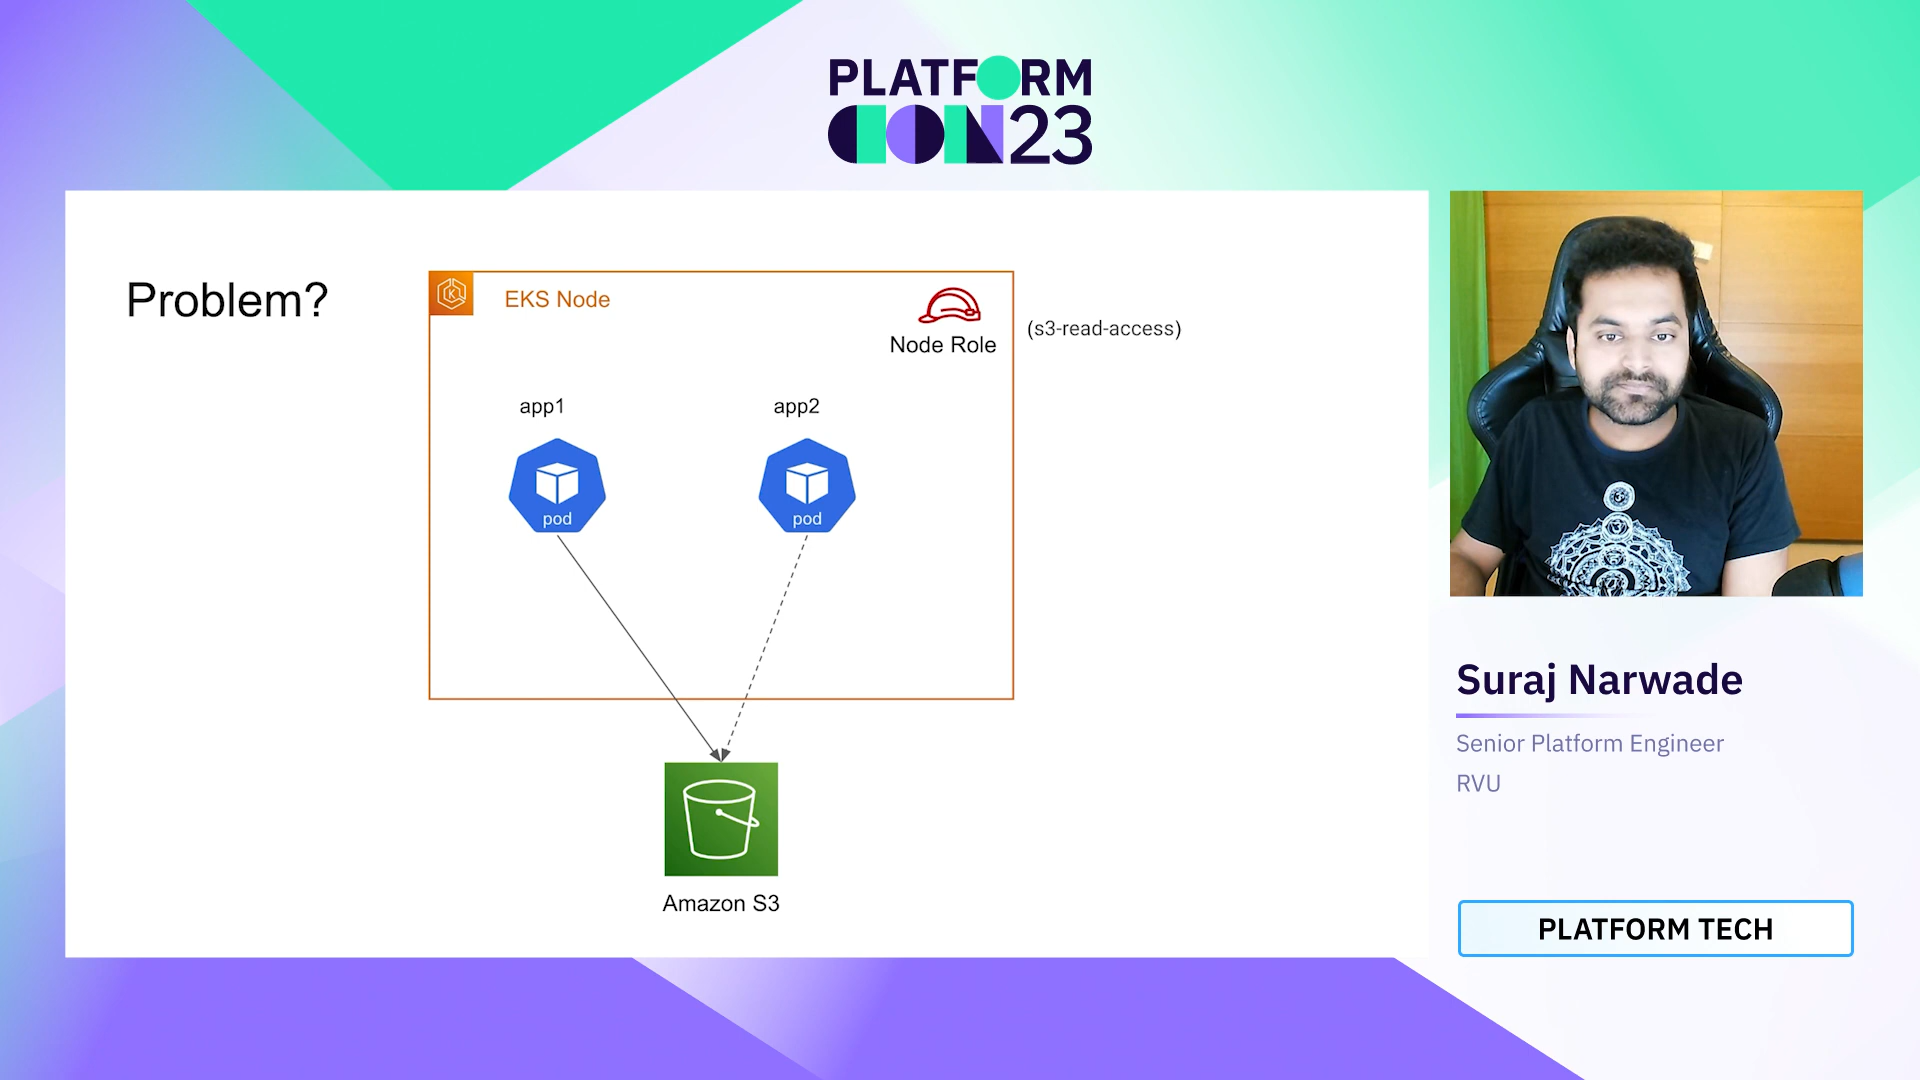 PLATFORM
CON23
Problem?
EKS Node
Node Role
(s3-read-access)
app1
app2
pod
pod
Amazon S3
Suraj Narwade
Senior Platform Engineer
RVU
PLATFORM TECH